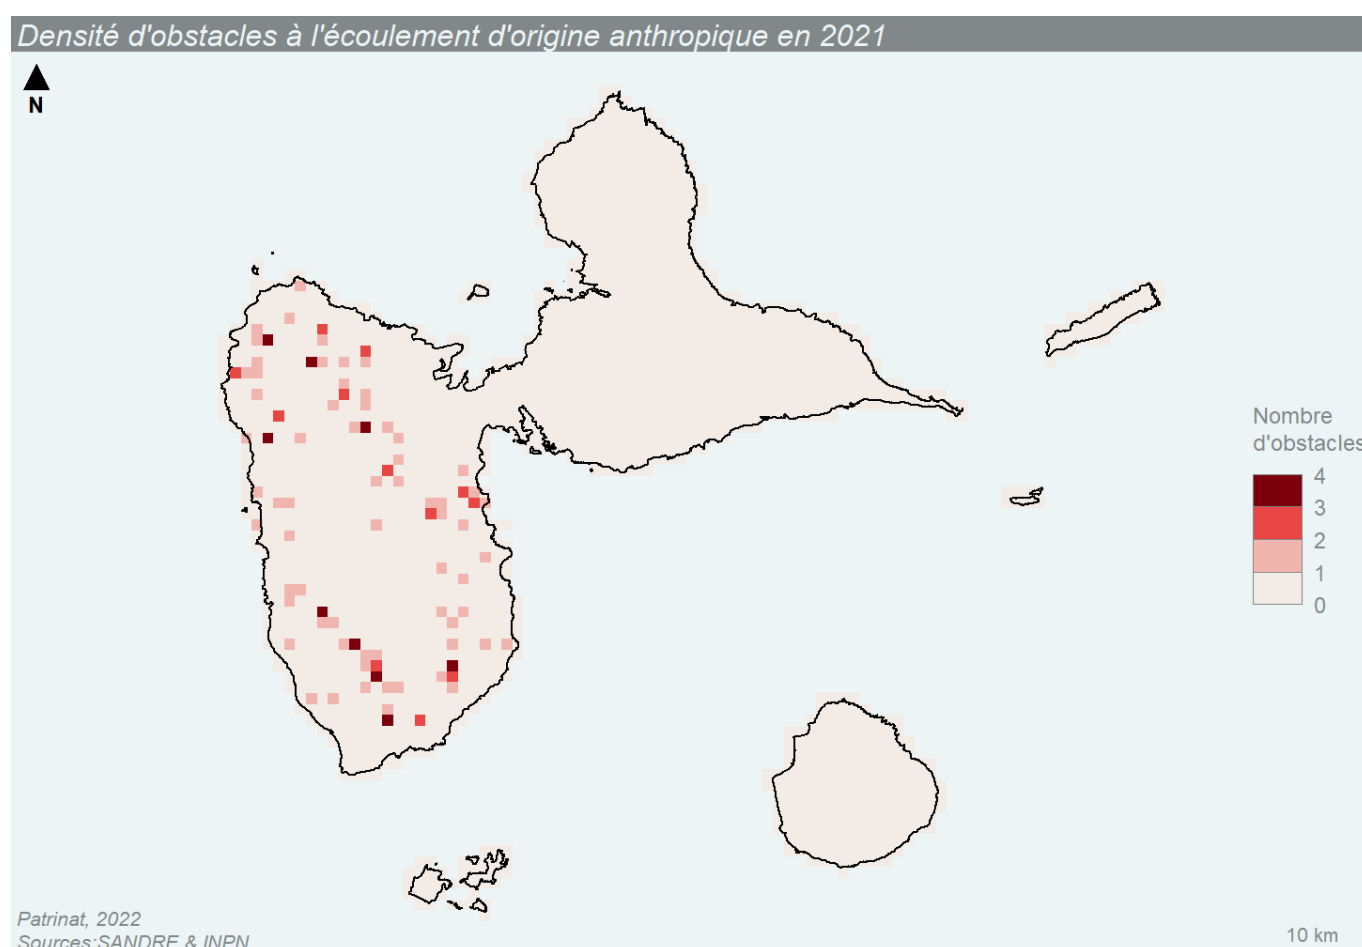 Densité d'obstacles à l'écoulement d'origine anthropique en 2021
N
Nombre
d'obstacles
4
3
2
1
0
Patrinat, 2022
Sources:SANDRE & INPN
10 km